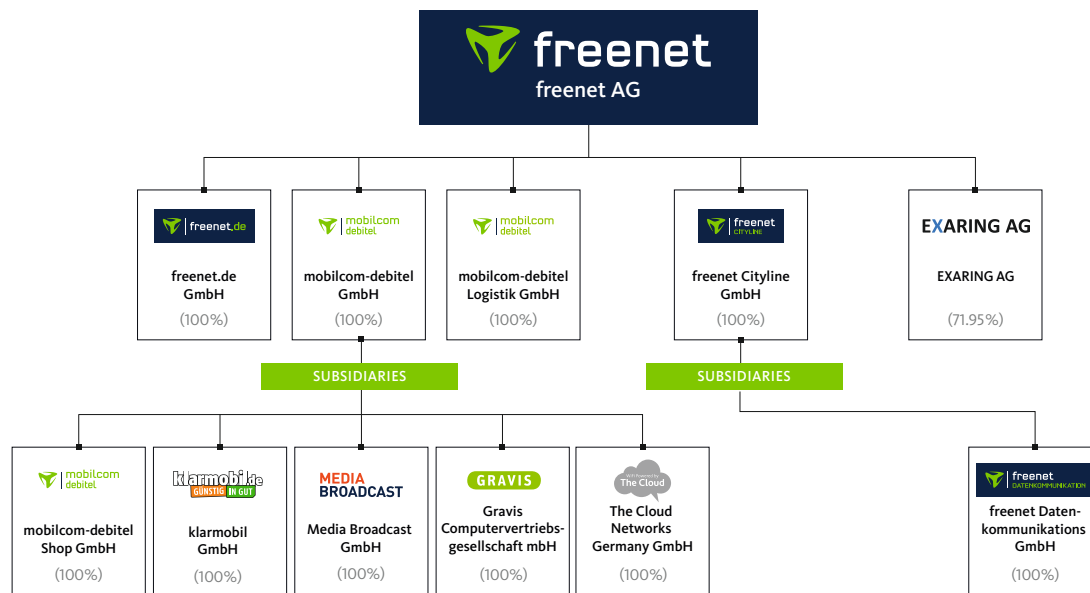 freenet
freenet AG
freenet.de
freenet.de
GmbH
(100%)
mobilcom
debitel
mobilcom-debitel
GmbH
(100%)
mobilcom
debitel
mobilcom-debitel
Logistik GmbH
(100%)
freenet
CITYLINE
freenet Cityline
GmbH
(100%)
EXARING AG
EXARING AG
(71.95%)
SUBSIDIARIES
SUBSIDIARIES
mobilcom
debitel
mobilcom-debitel
Shop GmbH
(100%)
klarmobil.de
GÜNSTIG IN GUT
klarmobil
GmbH
(100%)
MEDIA
BROADCAST
Media Broadcast
GmbH
(100%)
GRAVIS
Gravis
Computervertriebs-
gesellschaft mbH
(100%)
WiFi Powered by
The Cloud
The Cloud
Networks
Germany GmbH
(100%)
freenet
DATENKOMMUNIKATION
freenet Daten-
kommunikations
GmbH
(100%)